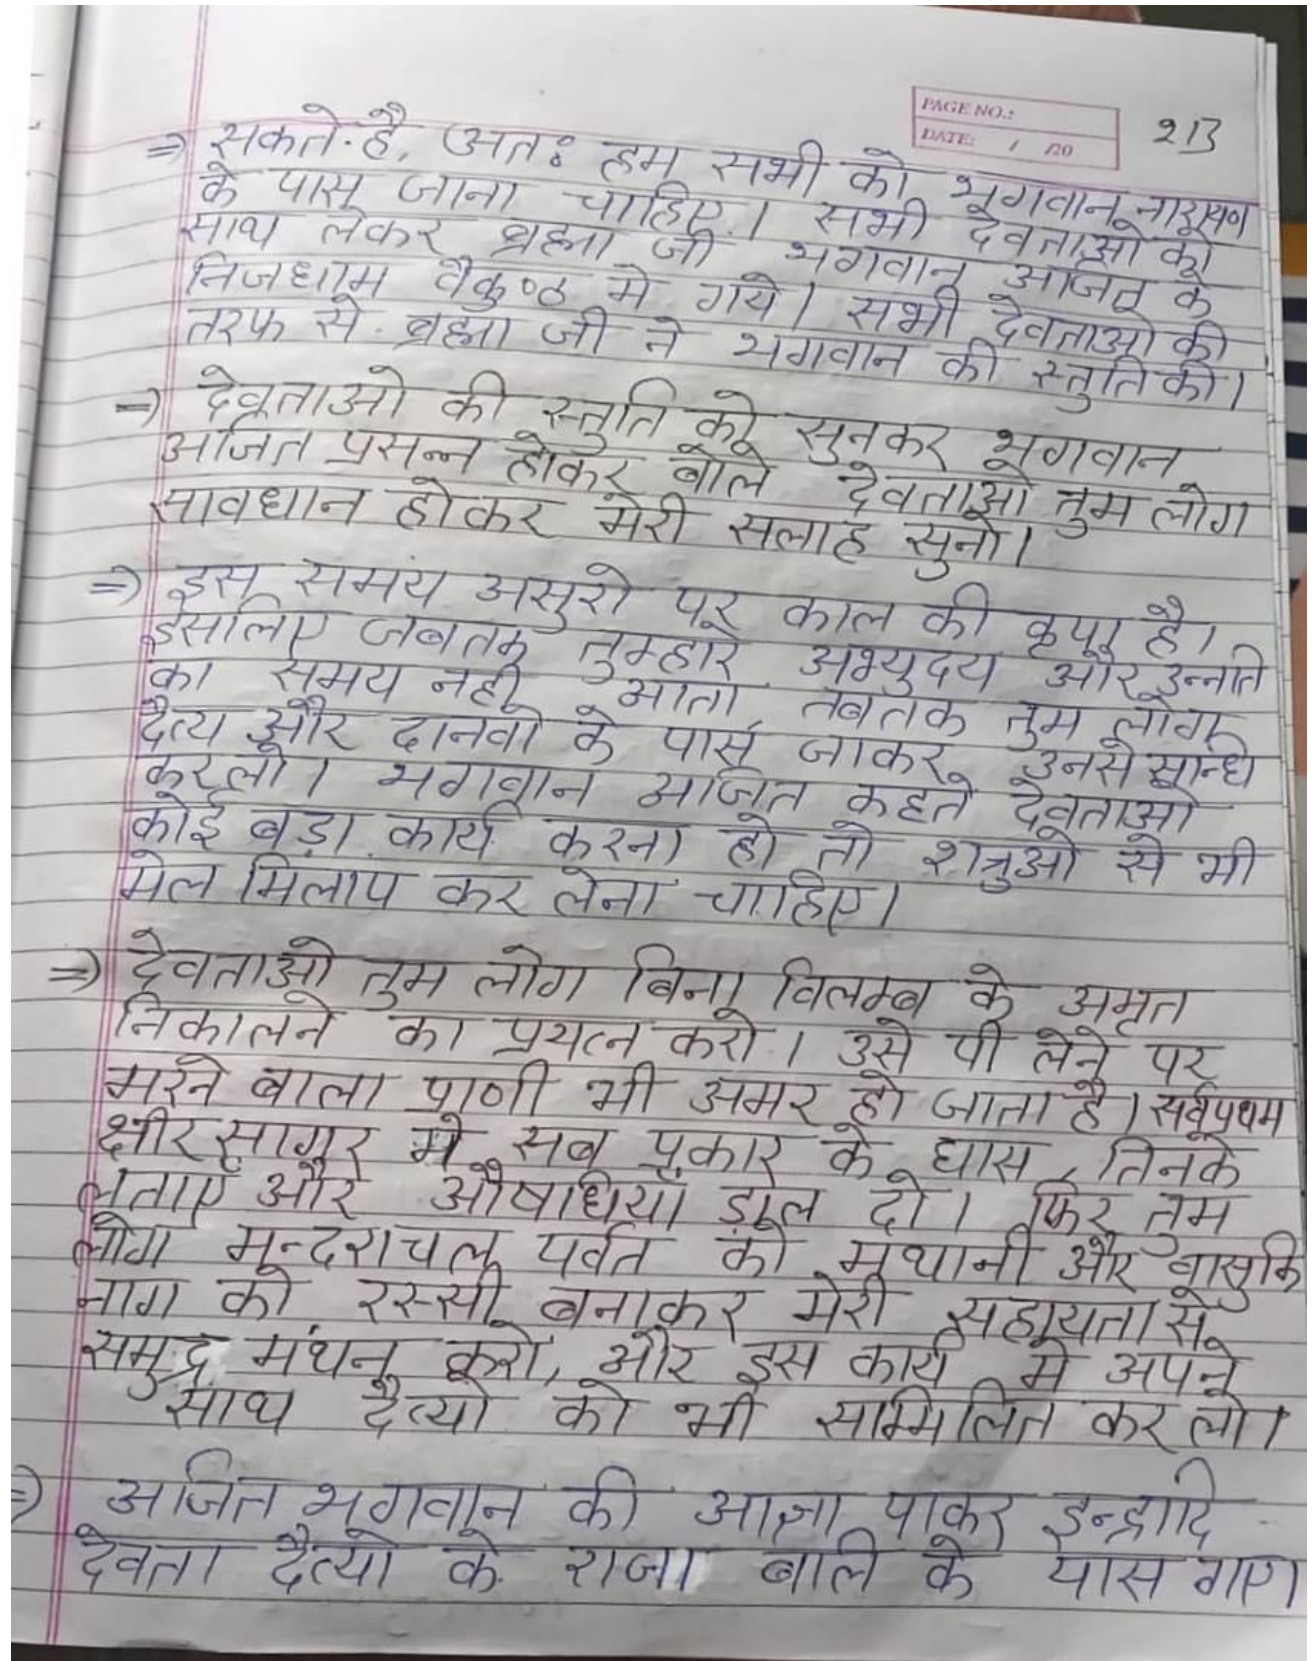 PAGE NO.:
DATE: / /20
213
⇒ सकते है, अतः हम सभी को भगवान नारायण
के पास जाना चाहिए। सभी देवताओ को
साथ लेकर ब्रह्मा जी भगवान अजित के
निजधाम वैकुण्ठ मे गये। सभी देवताओ की
तरफ से ब्रह्मा जी ने भगवान की स्तुति की।
⇒ देवताओ की स्तुति को सुनकर भगवान
अजित प्रसन्न होकर बोले देवताओ तुम लोग
सावधान होकर मेरी सलाह सुनो।
⇒ इस समय असुरो पर काल की कृपा है।
इसलिए जबतक तुम्हारे अभ्युदय और उन्नति
का समय नही आता तबतक तुम लोग
दैत्य और दानवो के पास जाकर उनसे सन्धि
करलो। भगवान अजित कहते देवताओ
कोई बड़ा कार्य करना हो तो शत्रुओ से भी
मेल मिलाप कर लेना चाहिए।
⇒ देवताओ तुम लोग बिना विलम्ब के अमृत
निकालने का प्रयत्न करो। उसे पी लेने पर
मरने बाला प्राणी भी अमर हो जाता है। सर्वप्रथम
क्षीर सागर मे सब प्रकार के घास, तिनके
लताएँ और औषधियाँ ड़ाल दो। फिर तुम
लोग मन्दराचल पर्वत को मथानी और वासुकि
नाग को रस्सी बनाकर मेरी सहायता से
समुद्र मंथन करो, और इस कार्य मे अपने
साथ दैत्यो को भी सम्मिलित कर लो।
⇒ अजित भगवान की आज्ञा पाकर इन्द्रादि
देवता दैत्यो के राजा बालि के पास गए।